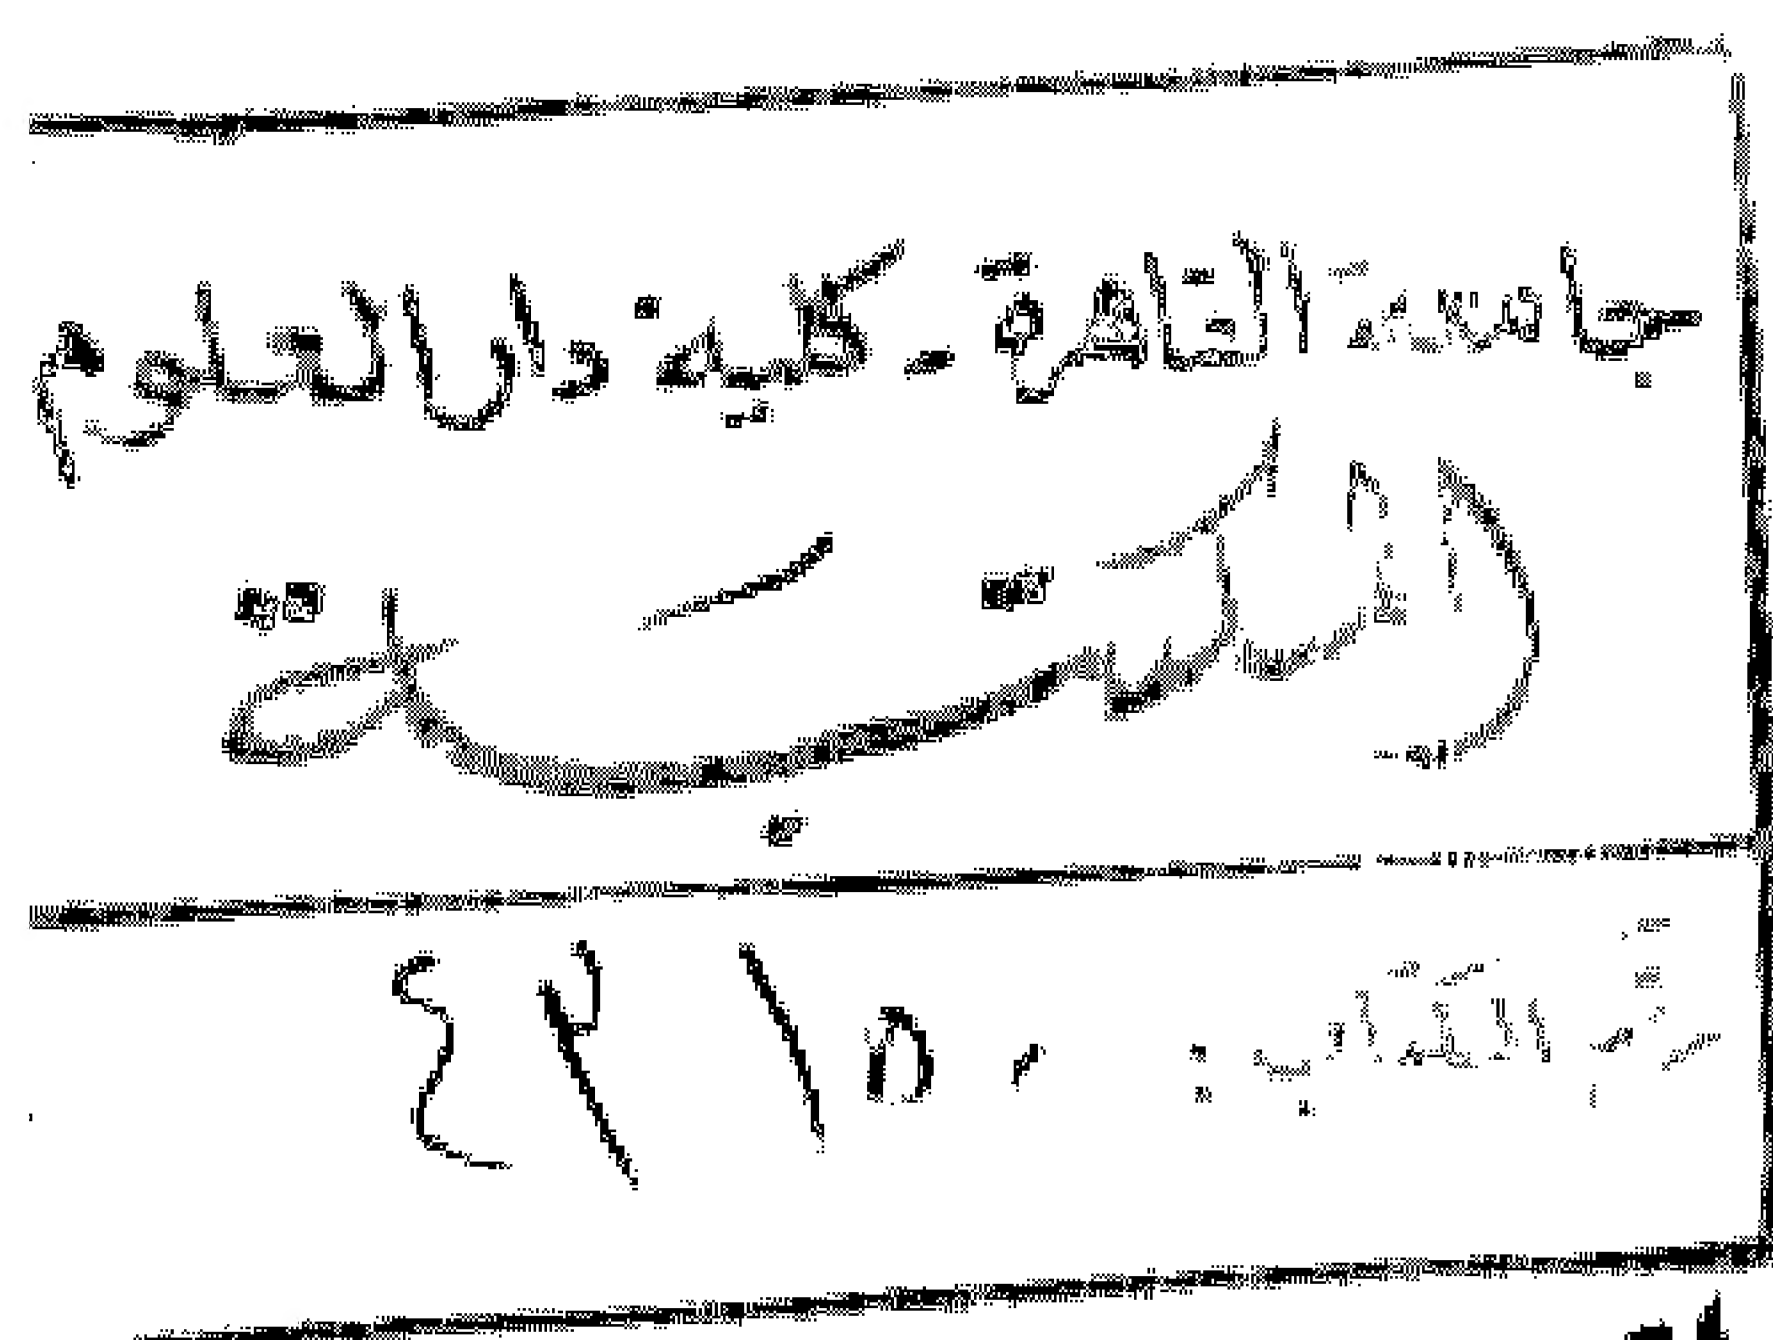 جامعة القاهرة - كلية دار العلوم
المكتبة
رقم الكتاب : ٤٢١٥٠